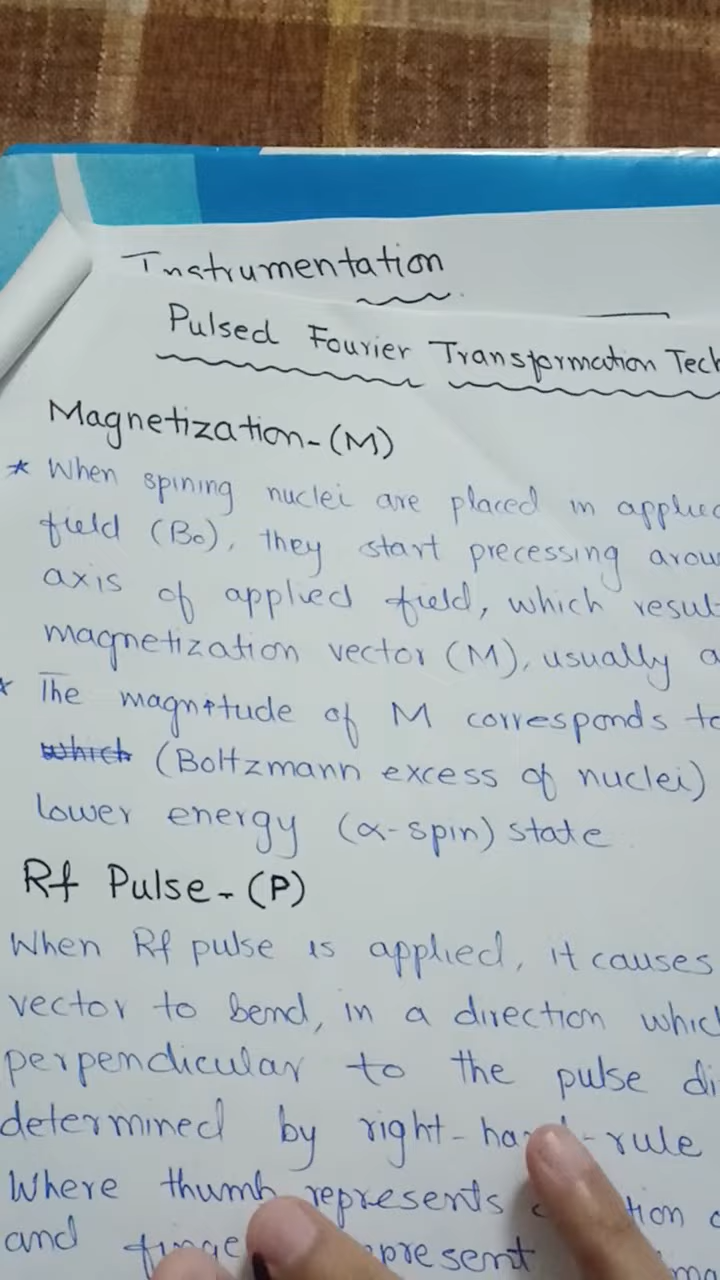 Instrumentation
Pulsed Fourier Transformation Tech
Magnetization-(M)
* When spining nuclei are placed in applied
field (B₀), they start precessing arou
axis of applied field, which result
magnetization vector (M), usually a
* The magnitude of M corresponds to
which (Boltzmann excess of nuclei)
lower energy (α-spin) state
Rf Pulse-(P)
When Rf pulse is applied, it causes
vector to bend, in a direction whic
perpendicular to the pulse di
determined by right-hand-rule
Where thumb represents
and